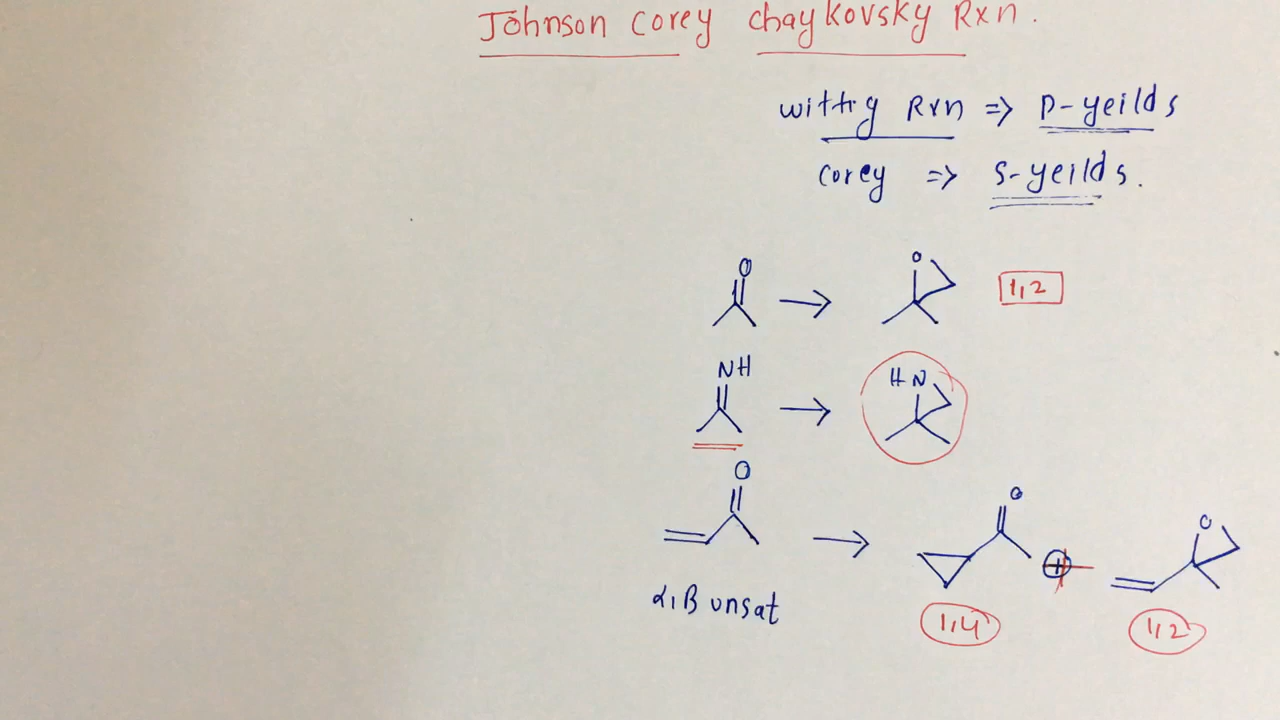 Johnson Corey Chaykovsky Rxn.
Wittig Rxn ⇒ P-yeilds
Corey ⇒ S-yeilds.
O → O 1,2
NH → HN
O → O ⊕ O
α,β unsat 1,4 1,2